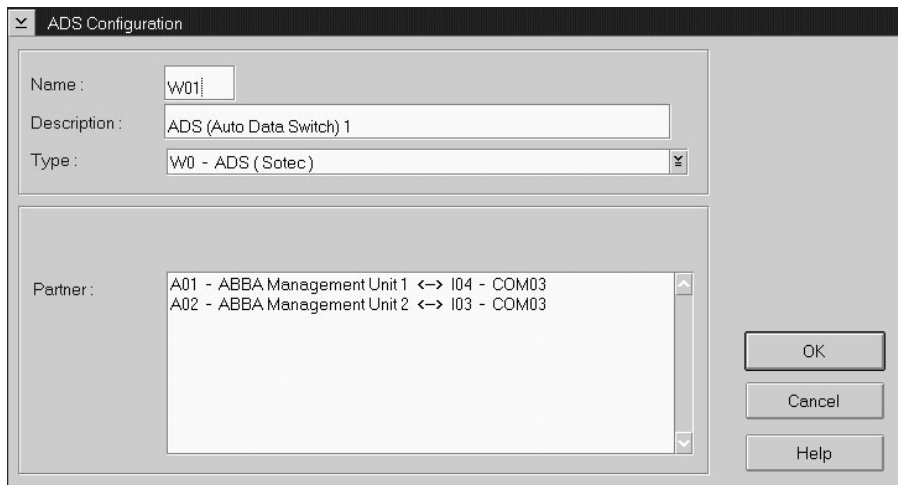 ADS Configuration
Name : W01
Description : ADS (Auto Data Switch) 1
Type : W0 - ADS ( Sotec )
Partner : A01 - ABBA Management Unit 1 <--> I04 - COM03
A02 - ABBA Management Unit 2 <--> I03 - COM03
OK
Cancel
Help